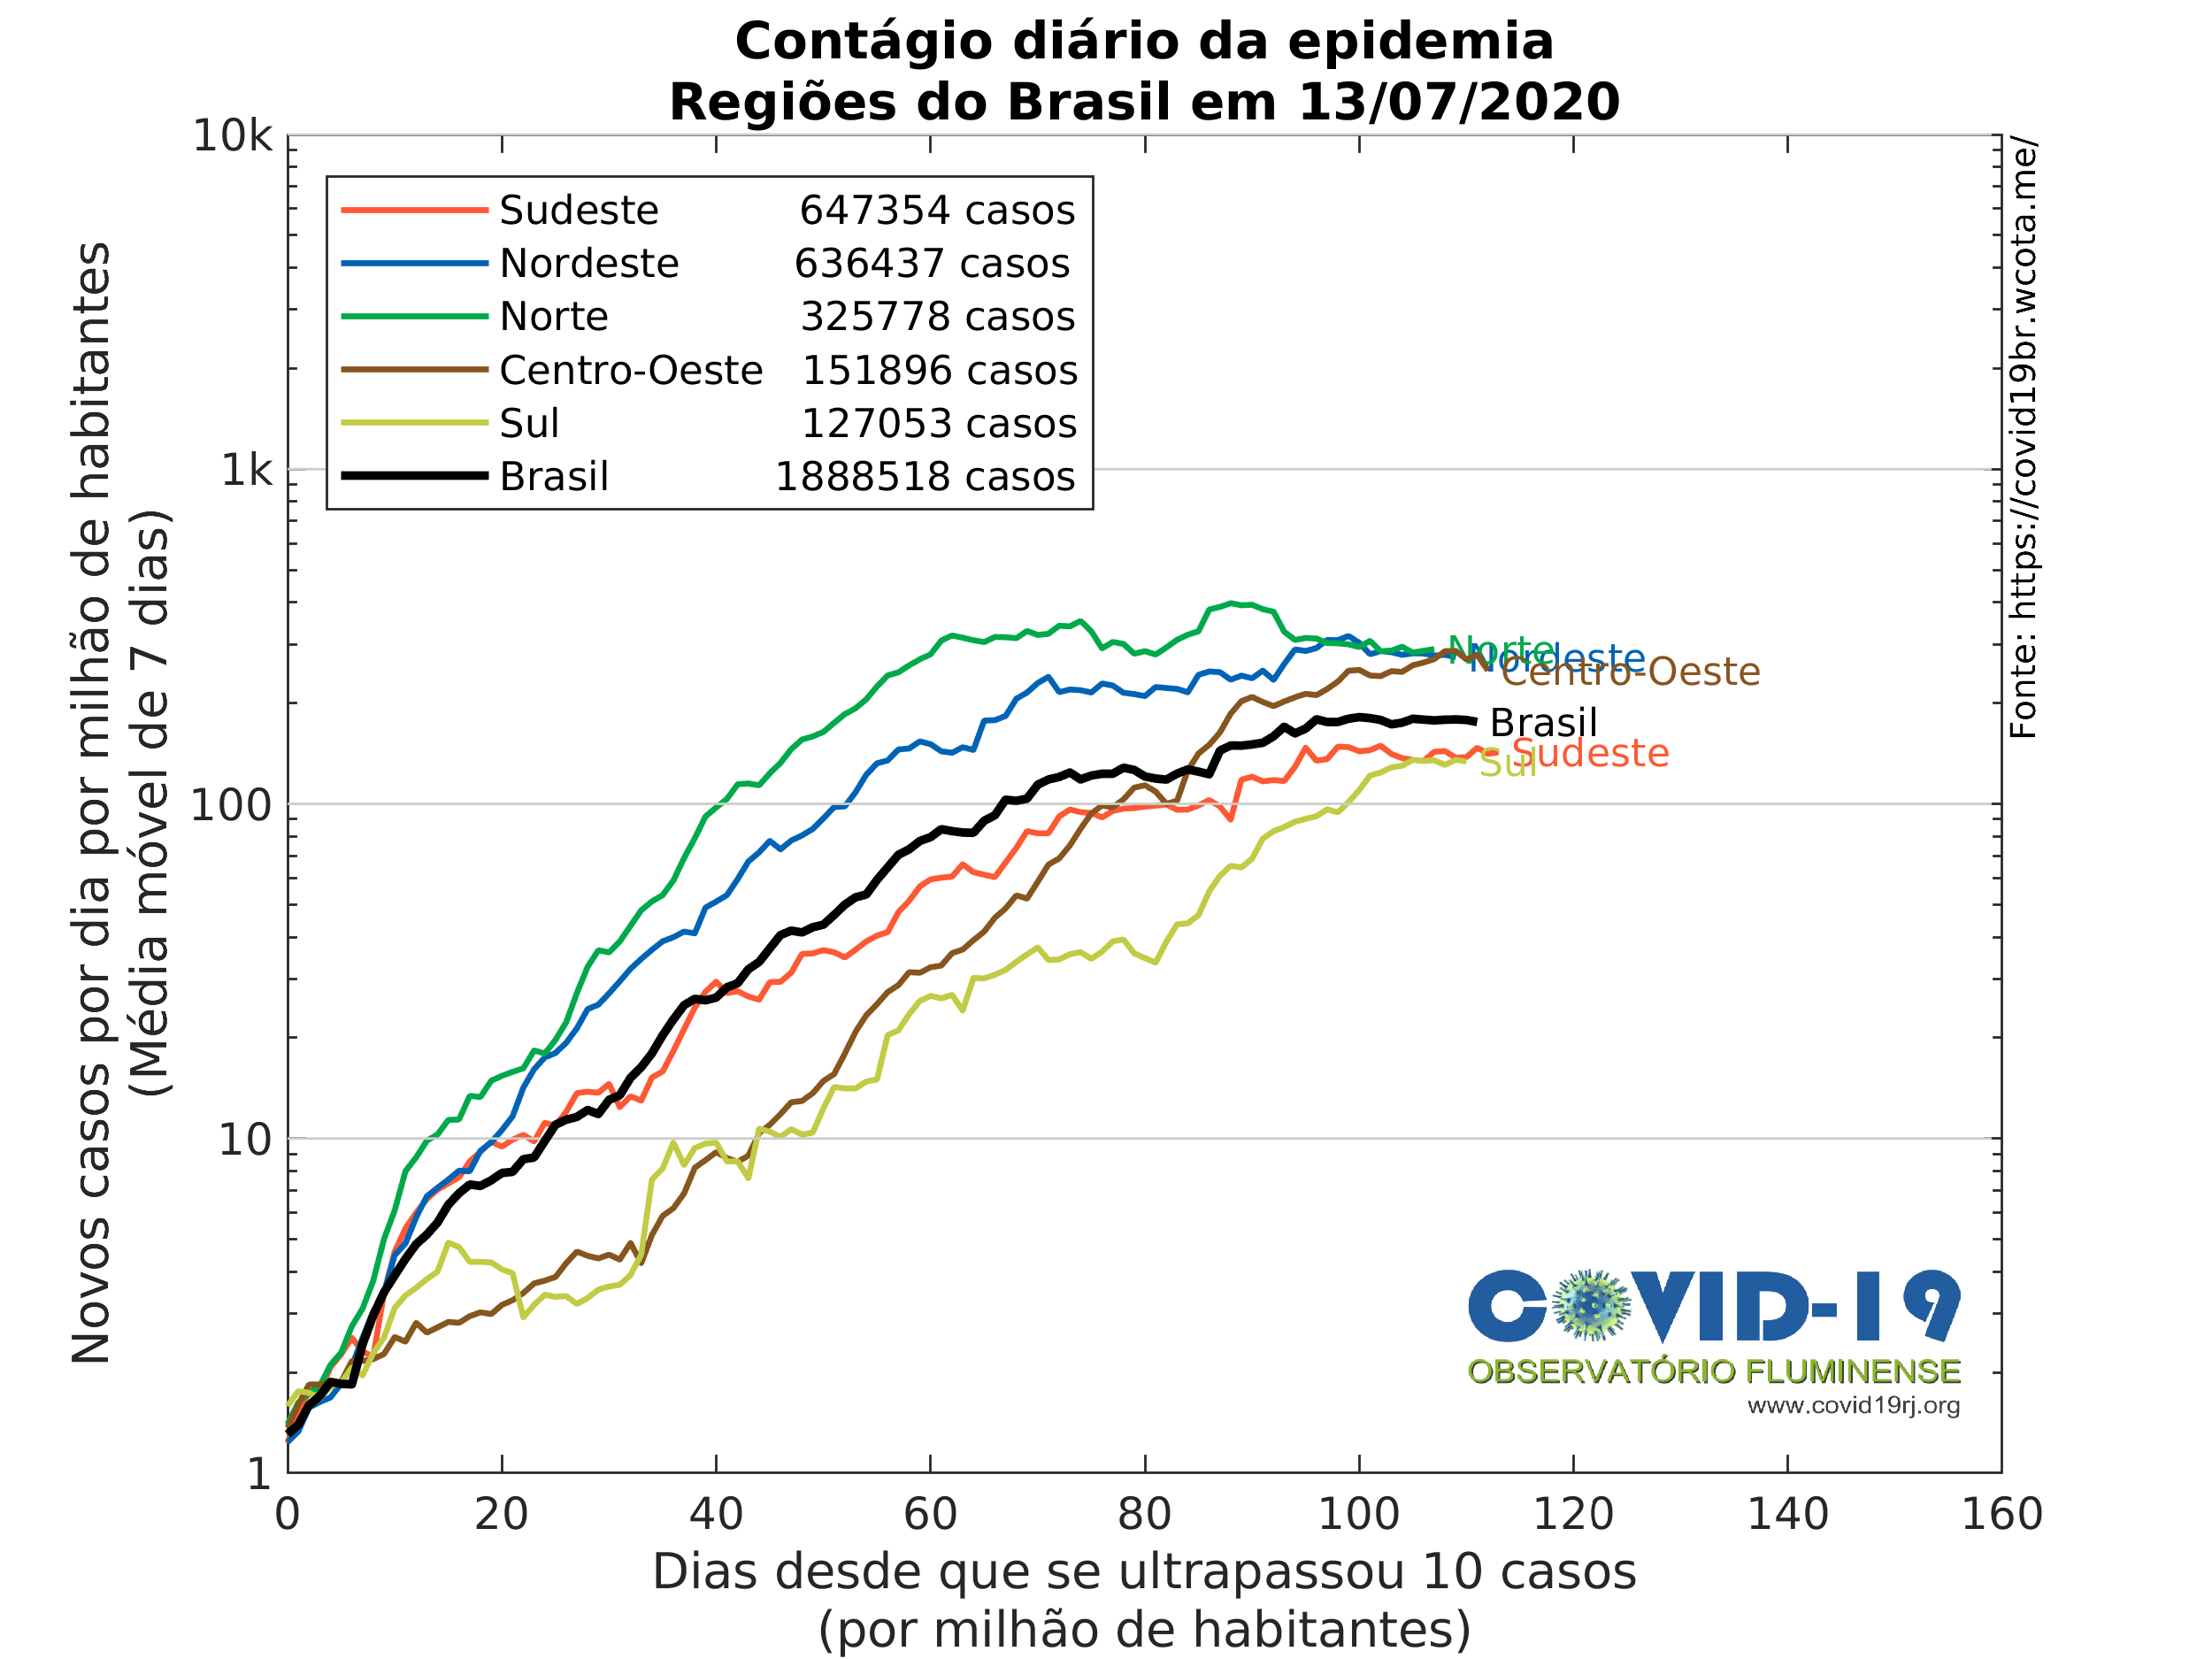 Contágio diário da epidemia
Regiões do Brasil em 13/07/2020
Novos casos por dia por milhão de habitantes
(Média móvel de 7 dias)
10k
1k
100
10
1
Sudeste 647354 casos
Nordeste 636437 casos
Norte 325778 casos
Centro-Oeste 151896 casos
Sul 127053 casos
Brasil 1888518 casos
Norte
Nordeste
Centro-Oeste
Brasil
Sudeste
Sul
Fonte: https://covid19br.wcota.me/
COVID-19
OBSERVATÓRIO FLUMINENSE
www.covid19rj.org
0 20 40 60 80 100 120 140 160
Dias desde que se ultrapassou 10 casos
(por milhão de habitantes)